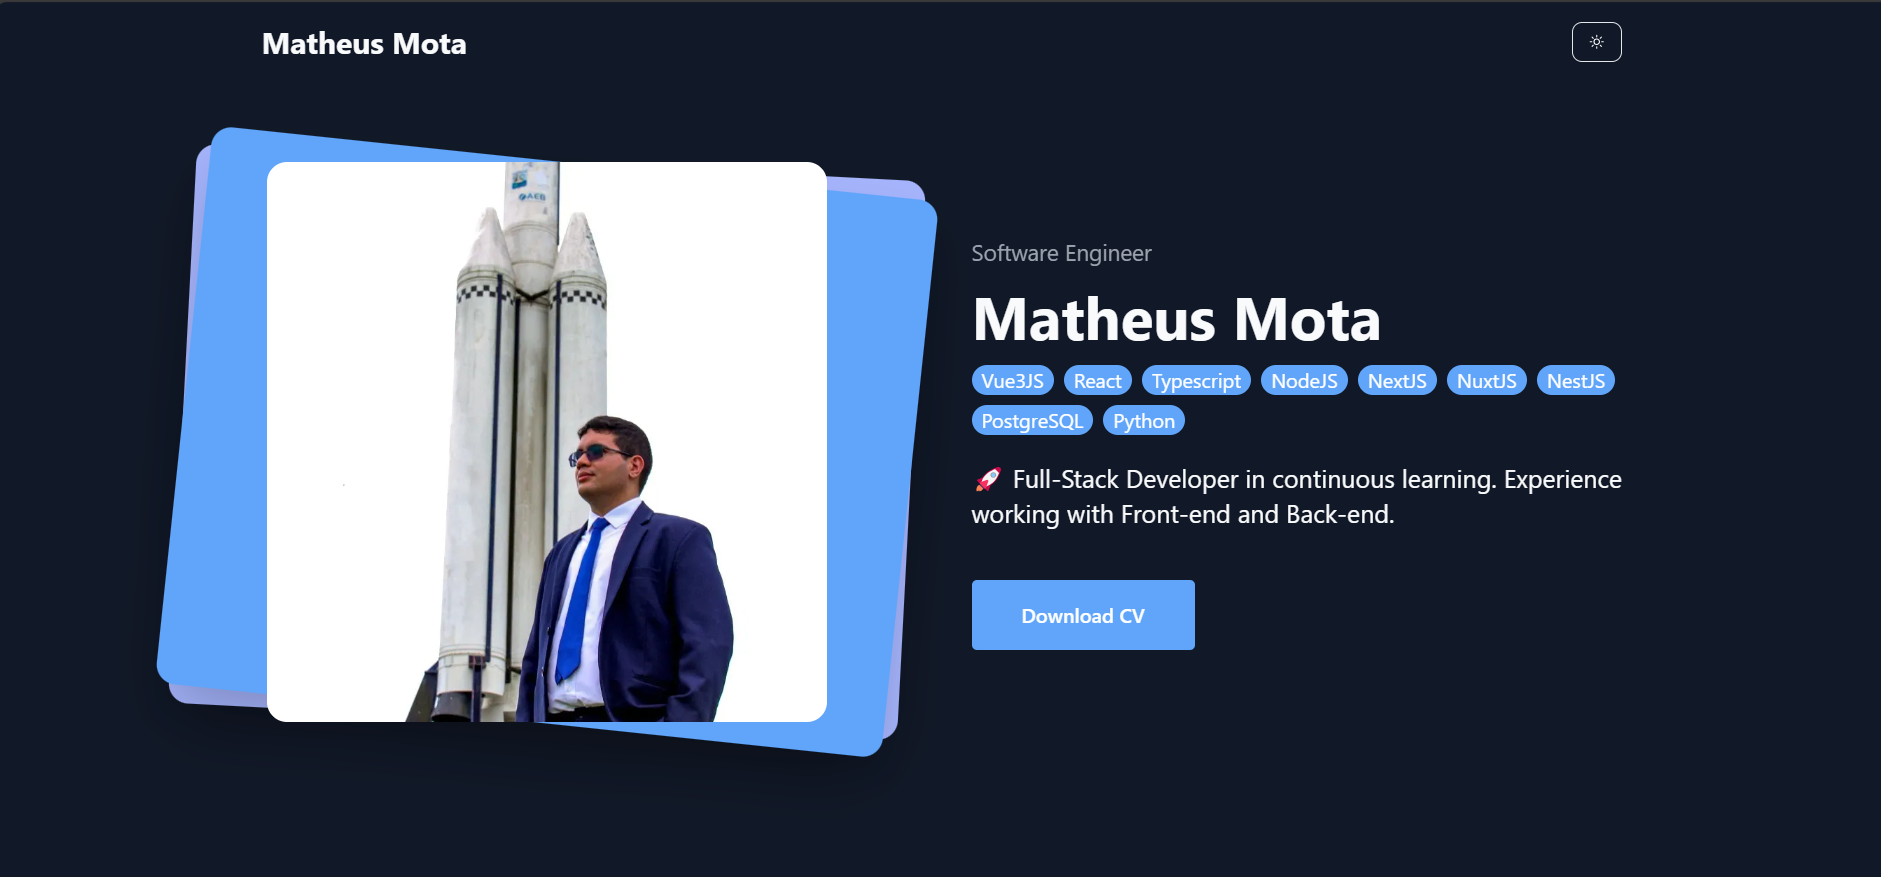 Matheus Mota
AEB
Software Engineer
Matheus Mota
Vue3JS React Typescript NodeJS NextJS NuxtJS NestJS
PostgreSQL Python
🚀 Full-Stack Developer in continuous learning. Experience
working with Front-end and Back-end.
Download CV